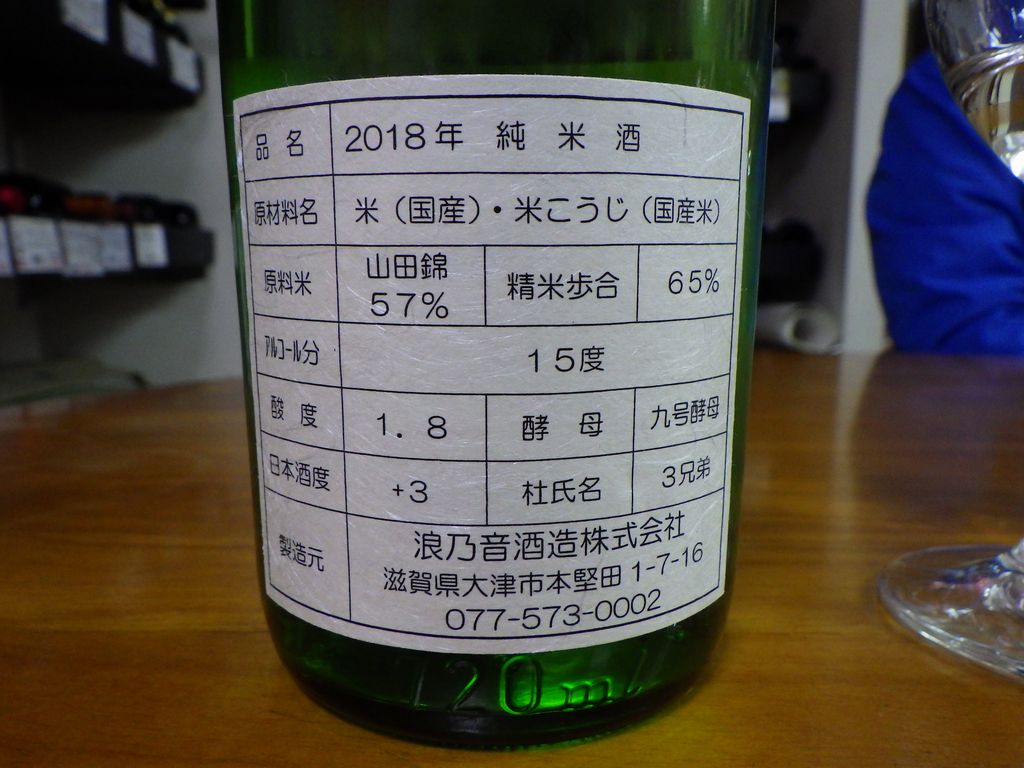 品名 2018年 純米酒
原材料名 米(国産)・米こうじ(国産米)
原料米 山田錦 57% 精米歩合 65%
アルコール分 15度
酸度 1.8 酵母 九号酵母
日本酒度 +3 杜氏名 3兄弟
製造元 浪乃音酒造株式会社
滋賀県大津市本堅田1-7-16
077-573-0002
720ml